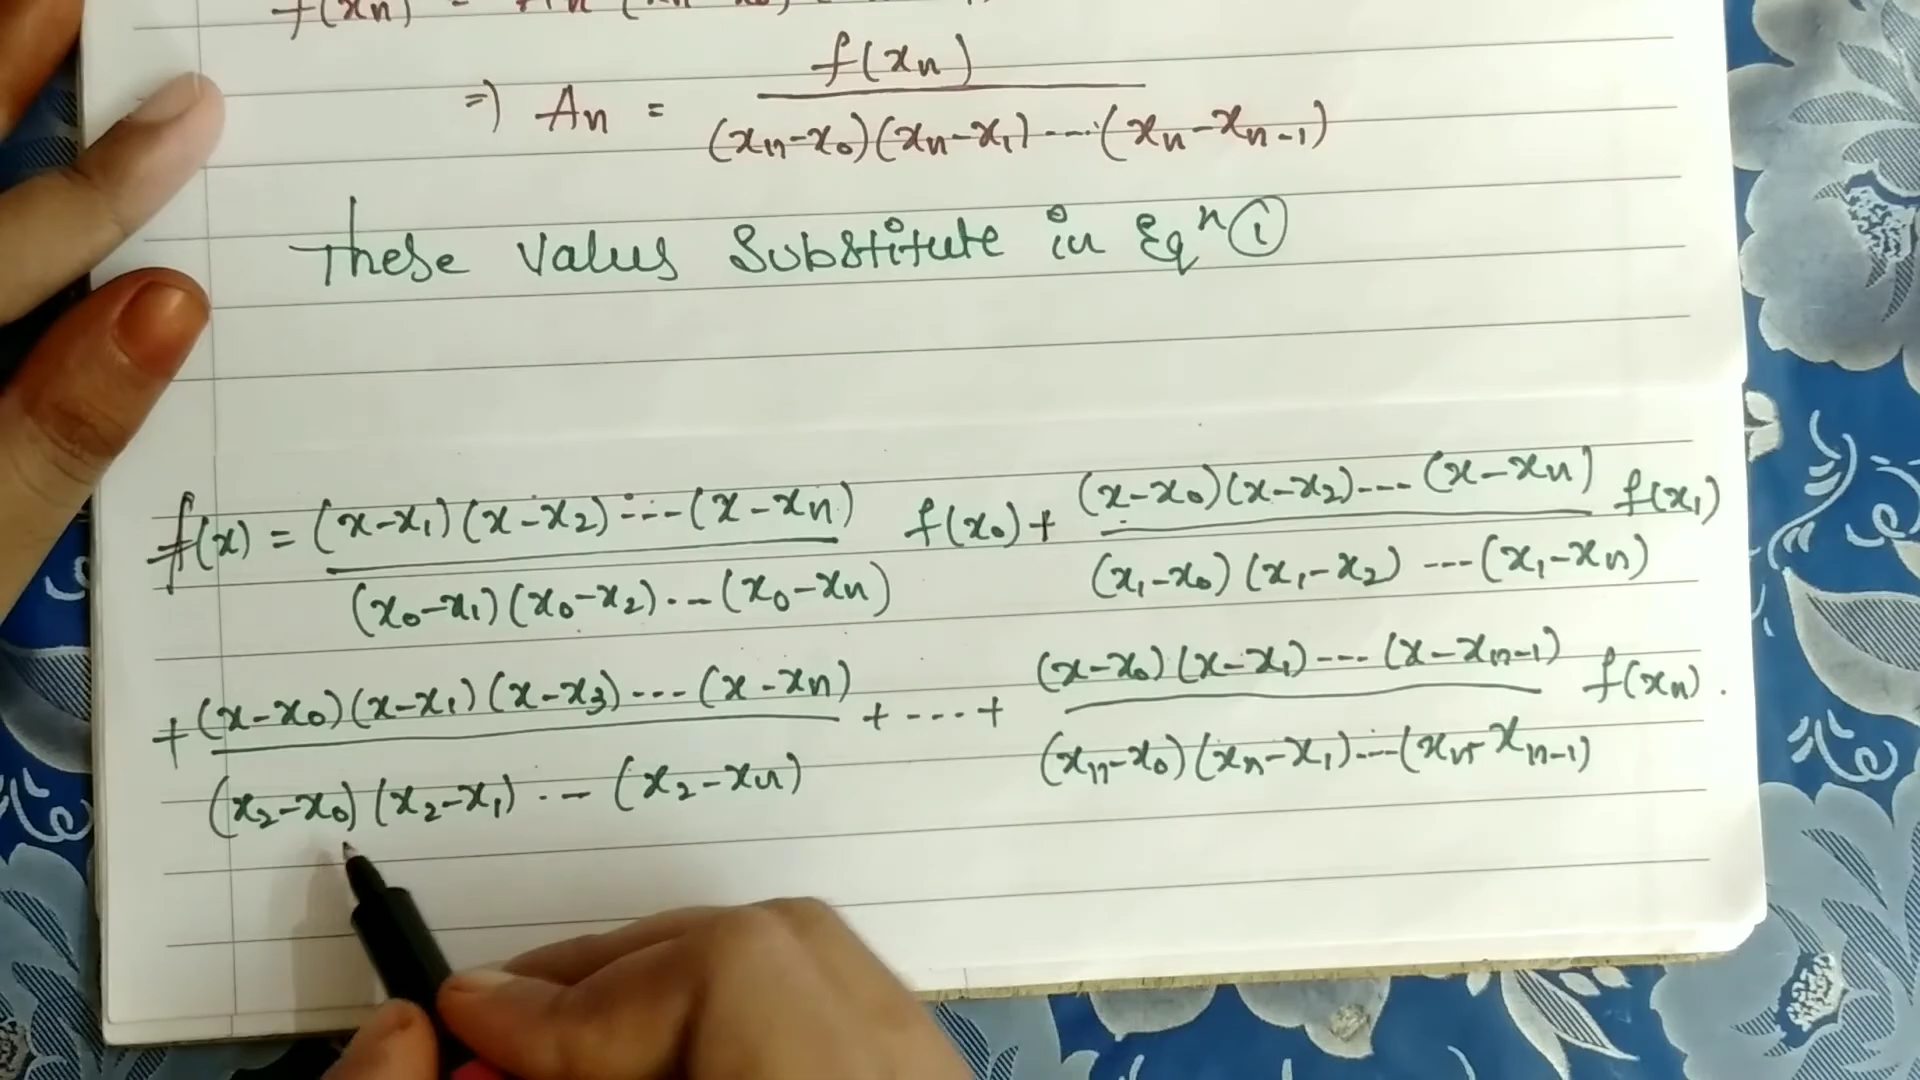 f(xn) =
=) An = f(xn) / (xn-x0)(xn-x1)----(xn-xn-1)
These values Substitute in Eqn ①
f(x) = (x-x1)(x-x2)----(x-xn) / (x0-x1)(x0-x2)---(x0-xn) f(x0) + (x-x0)(x-x2)---(x-xn) / (x1-x0)(x1-x2)---(x1-xn) f(x1)
+ (x-x0)(x-x1)(x-x3)---(x-xn) / (x2-x0)(x2-x1)---(x2-xn) + ---+ (x-x0)(x-x1)---(x-xn-1) / (xn-x0)(xn-x1)---(xn-xn-1) f(xn).